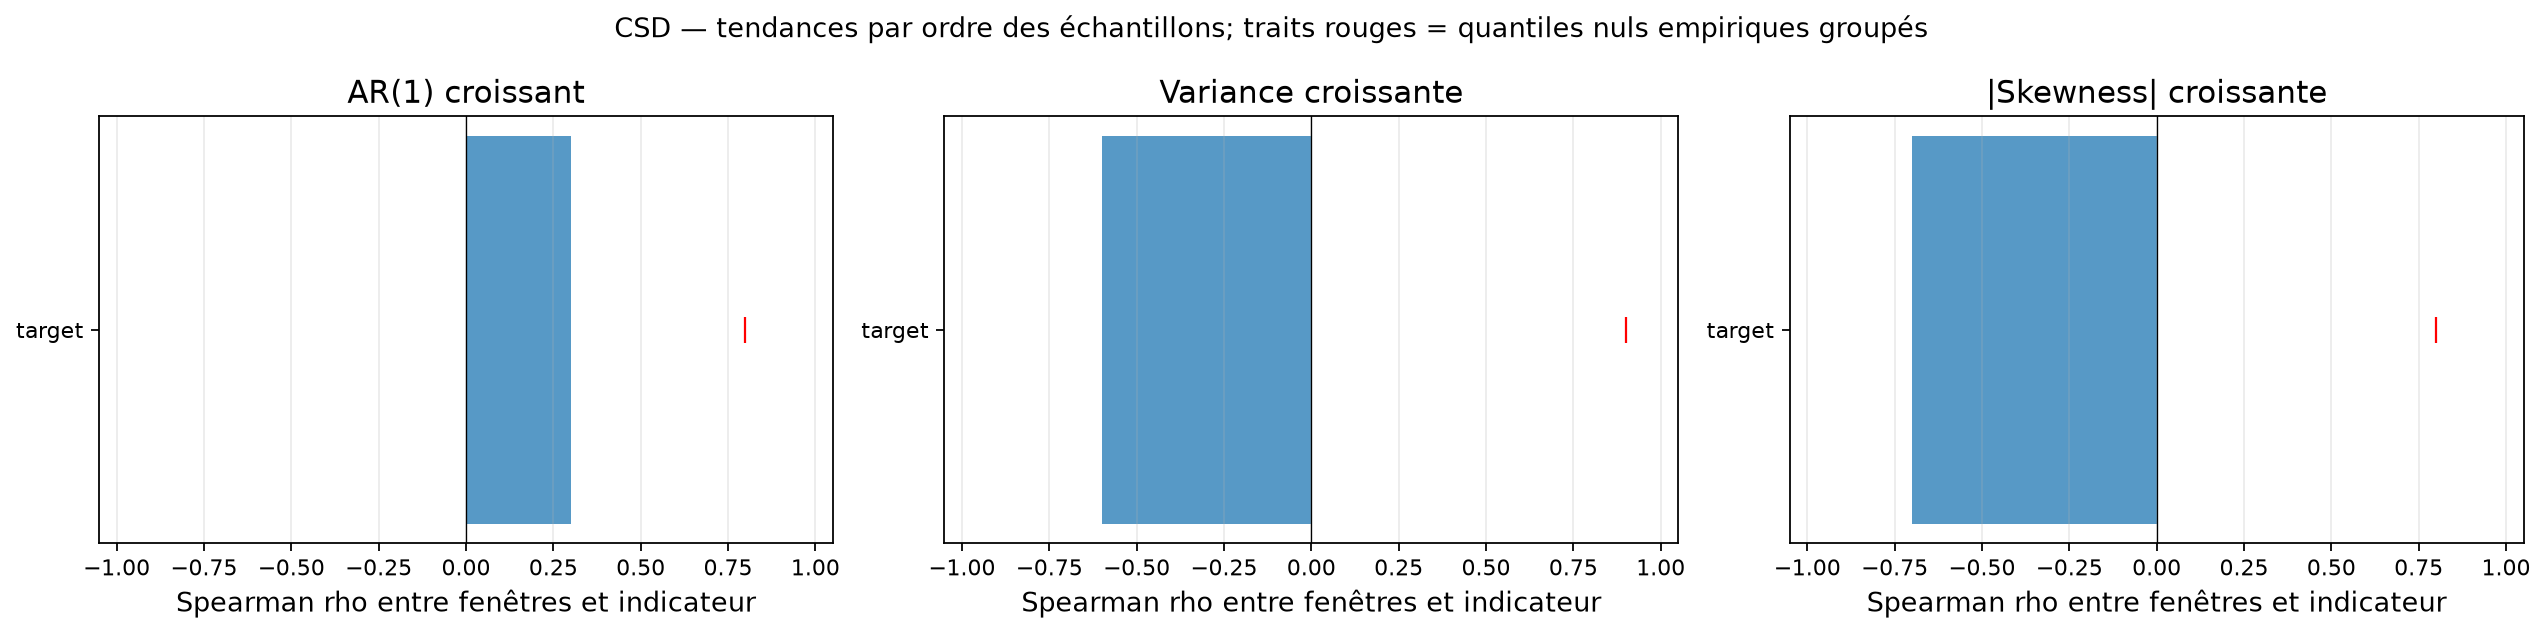 CSD — tendances par ordre des échantillons; traits rouges = quantiles nuls empiriques groupés
AR(1) croissant
target
−1.00 −0.75 −0.50 −0.25 0.00 0.25 0.50 0.75 1.00
Spearman rho entre fenêtres et indicateur
Variance croissante
target
−1.00 −0.75 −0.50 −0.25 0.00 0.25 0.50 0.75 1.00
Spearman rho entre fenêtres et indicateur
|Skewness| croissante
target
−1.00 −0.75 −0.50 −0.25 0.00 0.25 0.50 0.75 1.00
Spearman rho entre fenêtres et indicateur